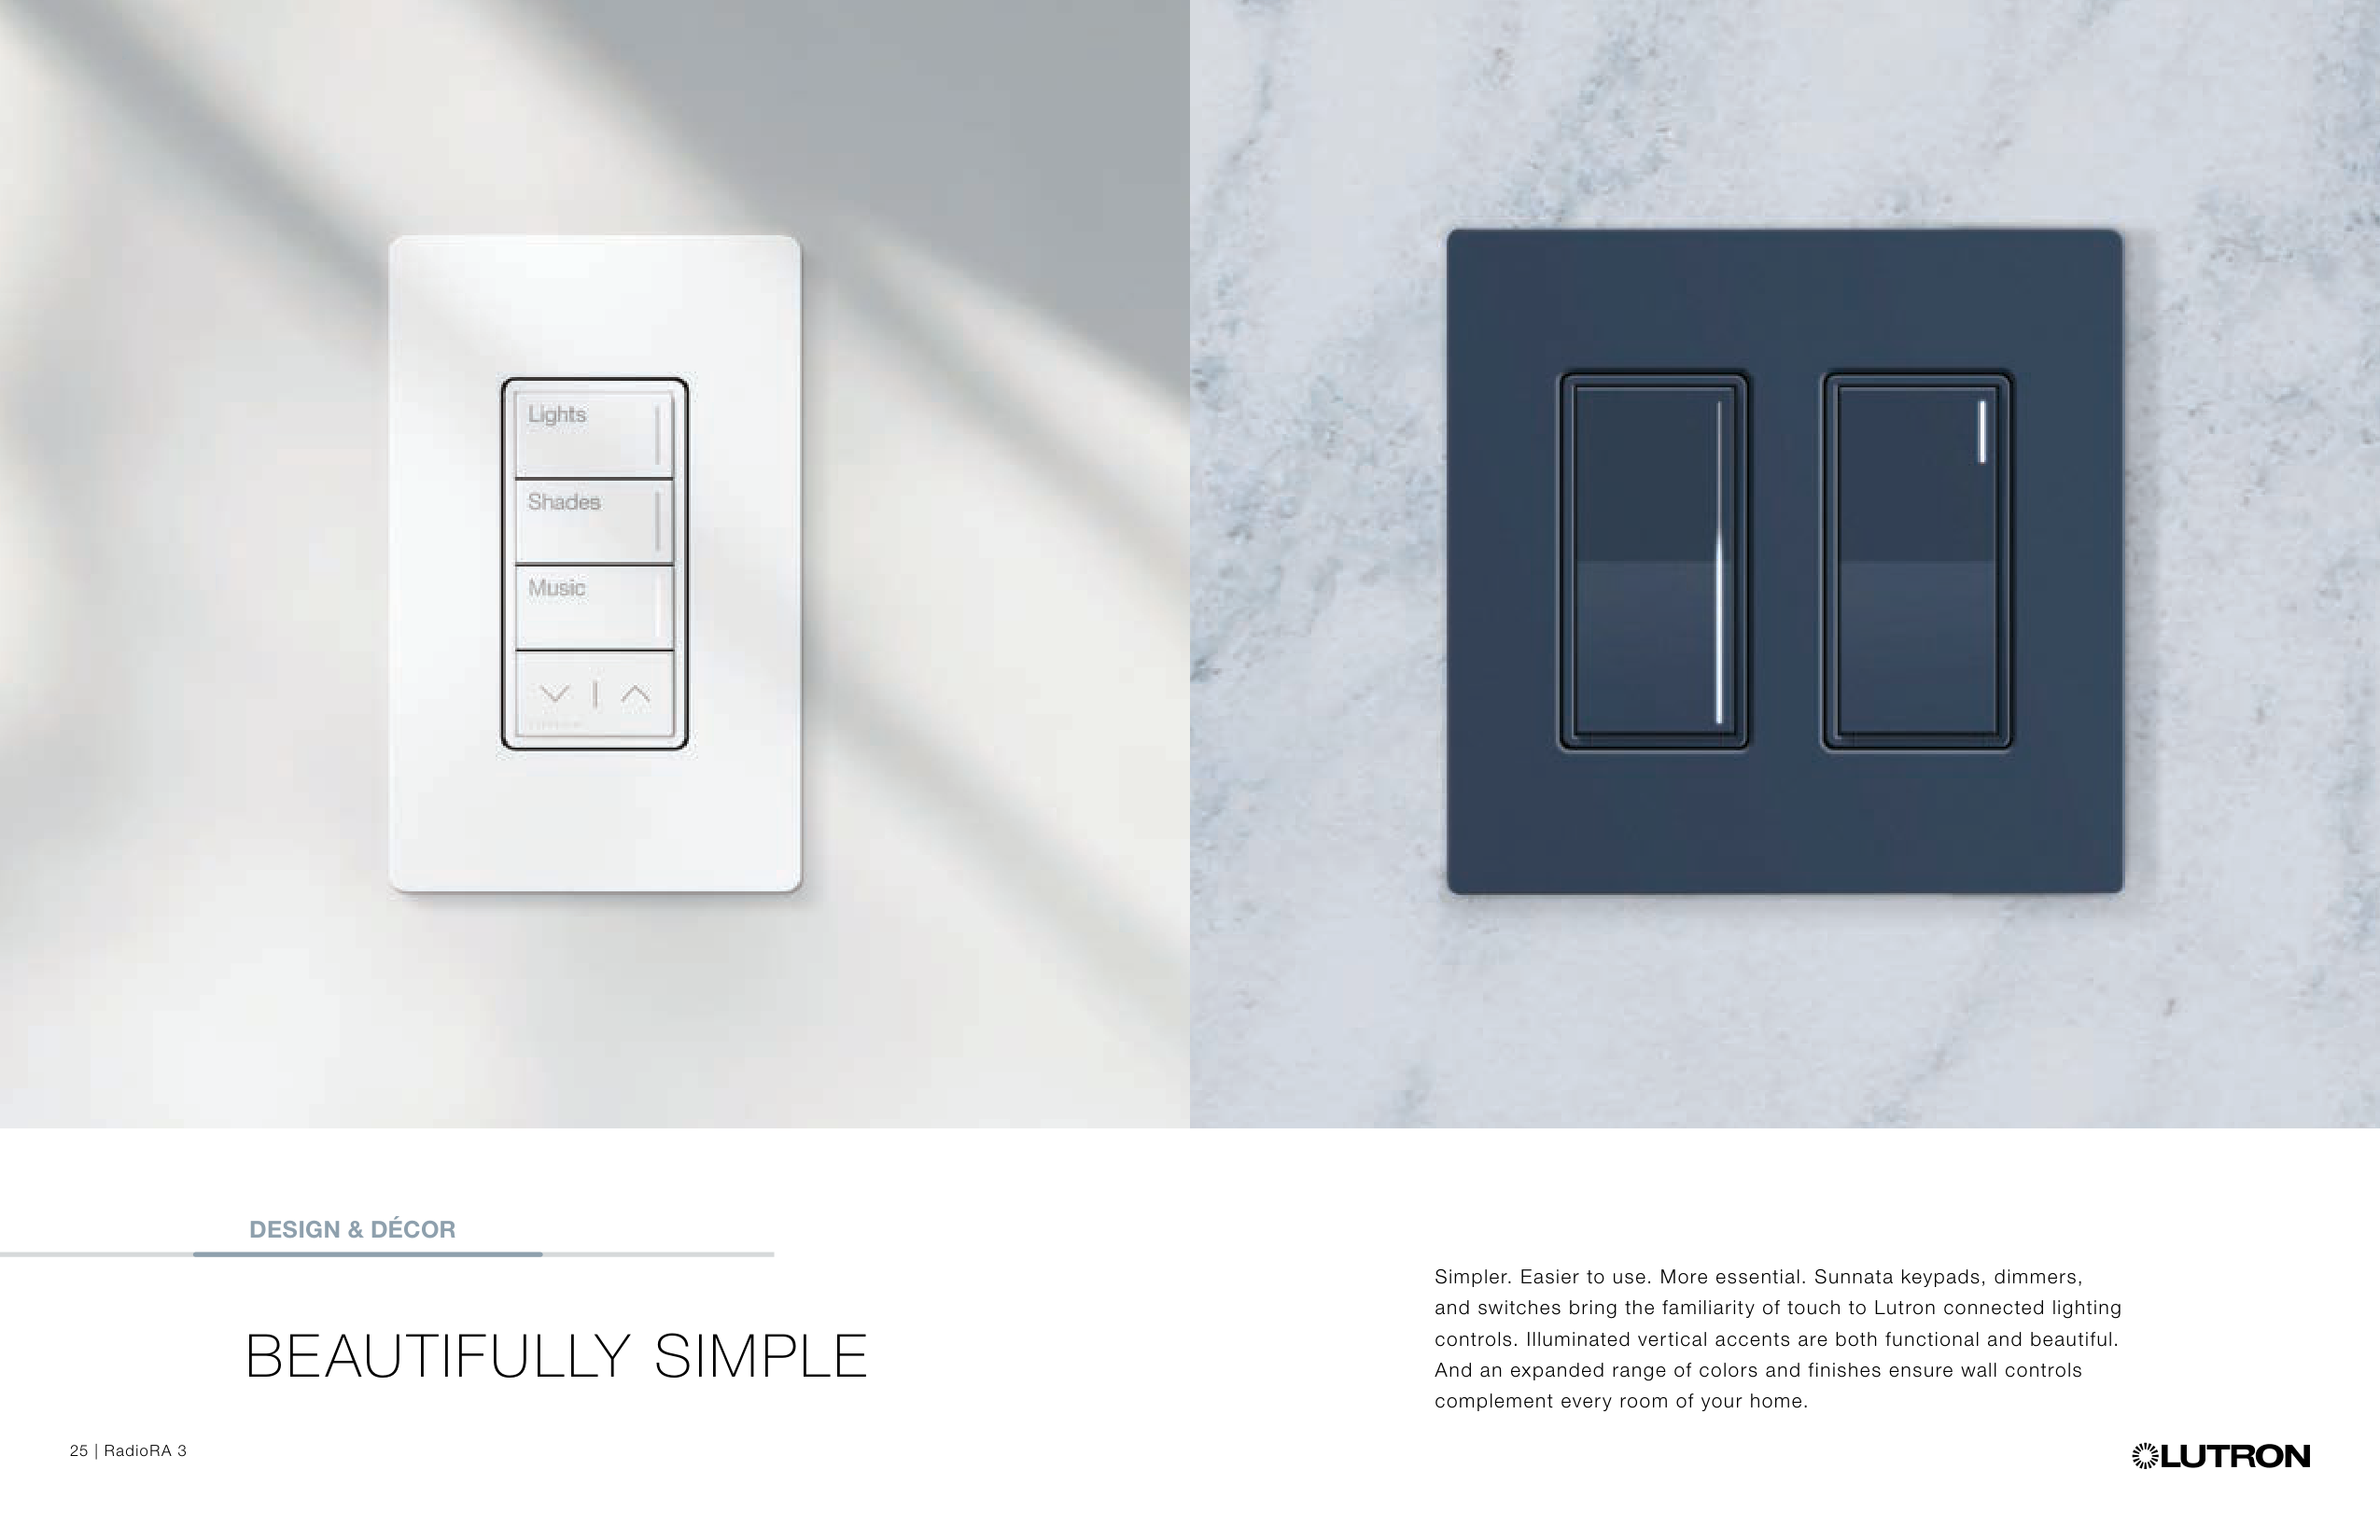 Lights
Shades
Music
DESIGN & DÉCOR
BEAUTIFULLY SIMPLE
Simpler. Easier to use. More essential. Sunnata keypads, dimmers,
and switches bring the familiarity of touch to Lutron connected lighting
controls. Illuminated vertical accents are both functional and beautiful.
And an expanded range of colors and finishes ensure wall controls
complement every room of your home.
25 | RadioRA 3
LUTRON